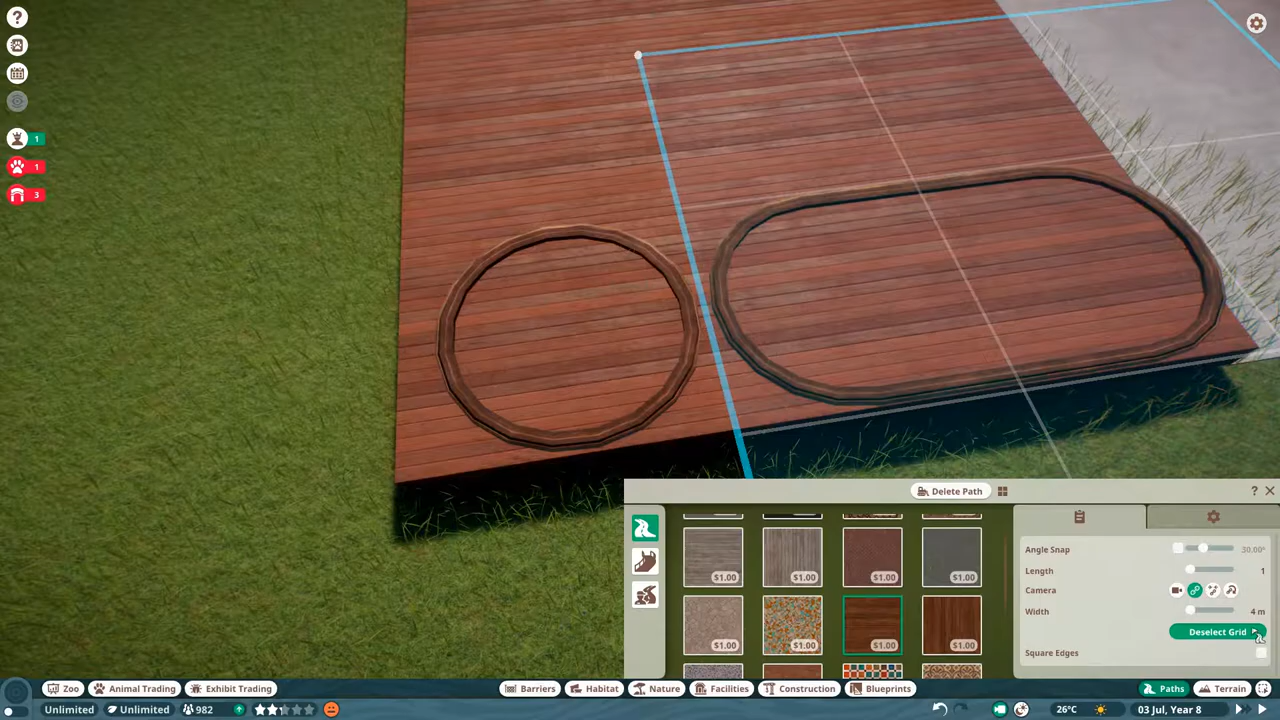 ?
1
1
3
Delete Path
?
$1.00 $1.00 $1.00 $1.00
$1.00 $1.00 $1.00 $1.00
Angle Snap 30.00°
Length 1
Camera
Width 4 m
Deselect Grid
Square Edges
Zoo Animal Trading Exhibit Trading Barriers Habitat Nature Facilities Construction Blueprints Paths Terrain
Unlimited Unlimited 982 26°C 03 Jul, Year 8